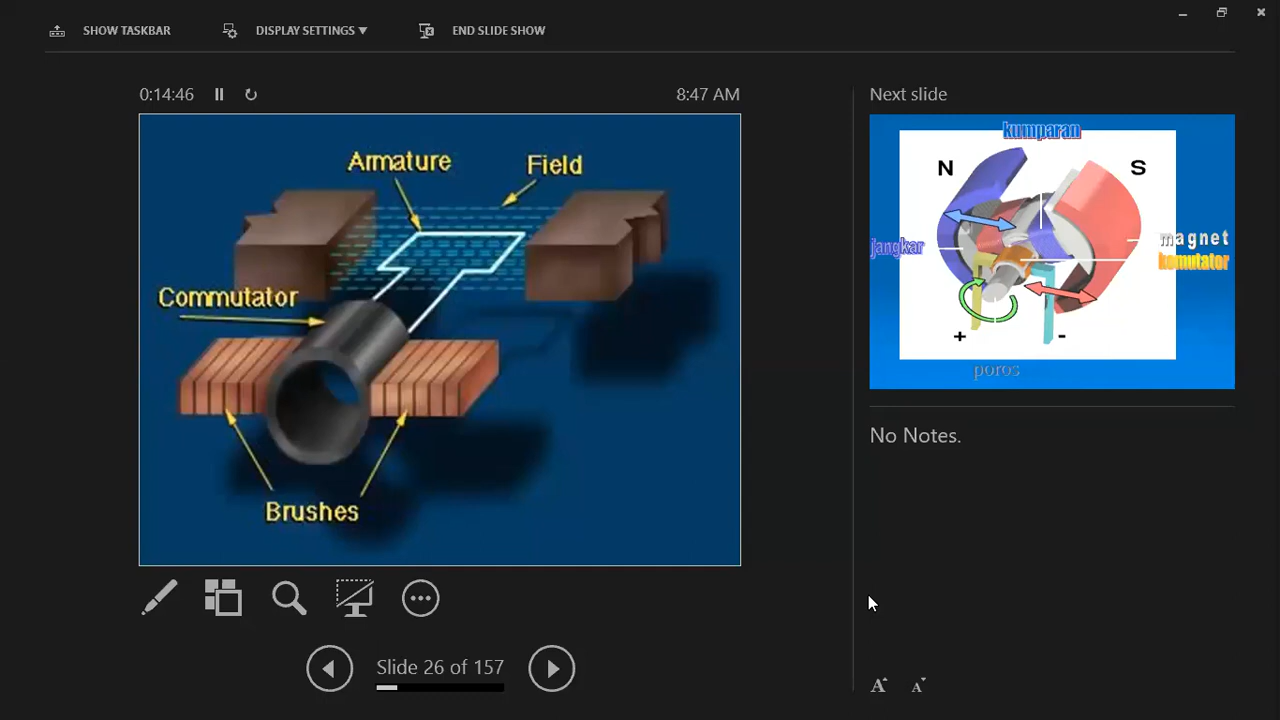 SHOW TASKBAR
DISPLAY SETTINGS
END SLIDE SHOW
0:14:46
8:47 AM
Next slide
Armature
Field
Commutator
Brushes
kumparan
N
S
jangkar
magnet
komutator
+
-
poros
No Notes.
Slide 26 of 157
A
A